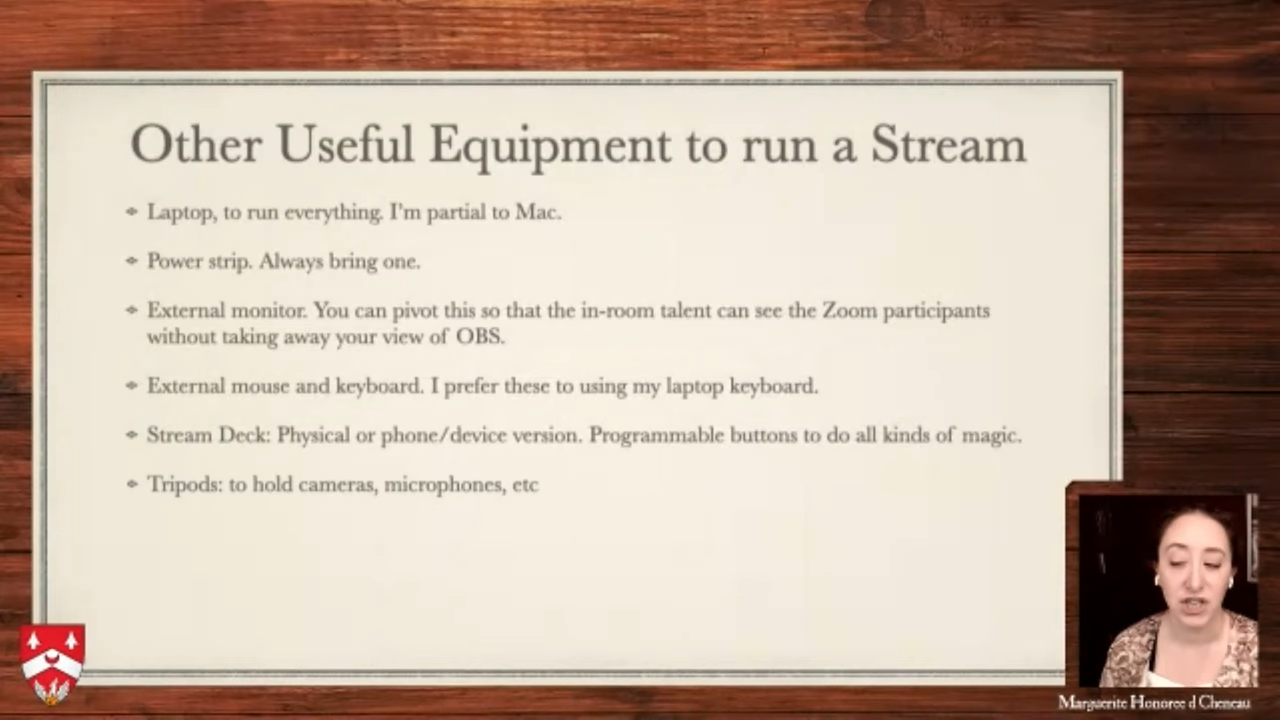 Other Useful Equipment to run a Stream
Laptop, to run everything. I'm partial to Mac.
Power strip. Always bring one.
External monitor. You can pivot this so that the in-room talent can see the Zoom participants
without taking away your view of OBS.
External mouse and keyboard. I prefer these to using my laptop keyboard.
Stream Deck: Physical or phone/device version. Programmable buttons to do all kinds of magic.
Tripods: to hold cameras, microphones, etc
Marguerite Honoree d Cheneau